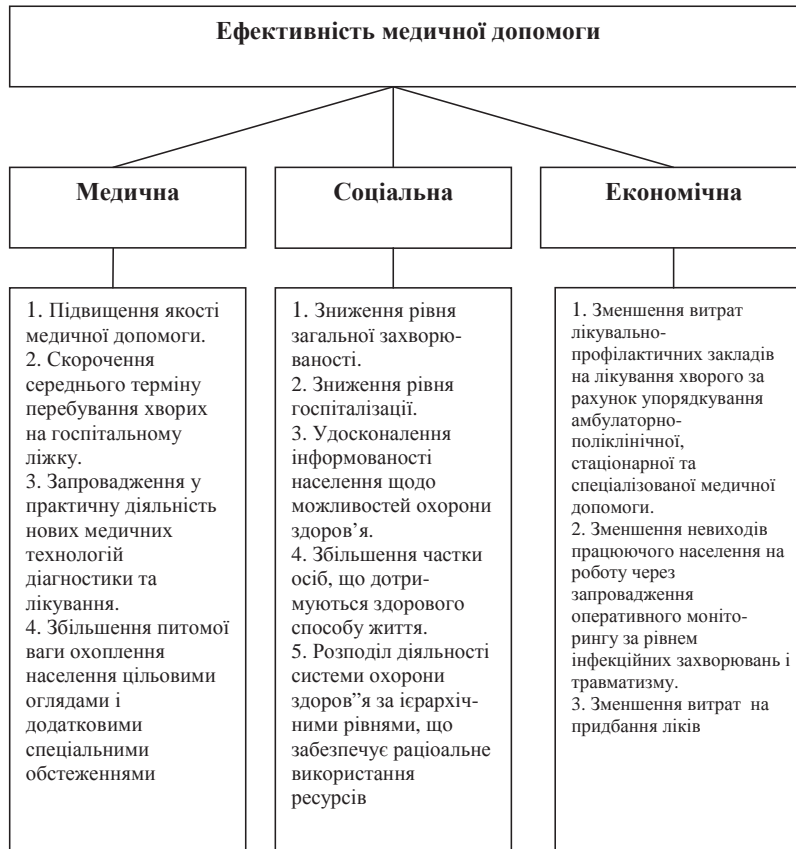 Ефективність медичної допомоги
Медична
Соціальна
Економічна
1. Підвищення якості
медичної допомоги.
2. Скорочення
середнього терміну
перебування хворих
на госпітальному
ліжку.
3. Запровадження у
практичну діяльність
нових медичних
технологій
діагностики та
лікування.
4. Збільшення питомої
ваги охоплення
населення цільовими
оглядами і
додатковими
спеціальними
обстеженнями
1. Зниження рівня
загальної захворю-
ваності.
2. Зниження рівня
госпіталізації.
3. Удосконалення
інформованості
населення щодо
можливостей охорони
здоров’я.
4. Збільшення частки
осіб, що дотри-
муються здорового
способу життя.
5. Розподіл діяльності
системи охорони
здоров"я за ієрархіч-
ними рівнями, що
забезпечує раціоальне
використання
ресурсів
1. Зменшення витрат
лікувально-
профілактичних закладів
на лікування хворого за
рахунок упорядкування
амбулаторно-
поліклінічної,
стаціонарної та
спеціалізованої медичної
допомоги.
2. Зменшення невиходів
працюючого населення на
роботу через
запровадження
оперативного моніто-
рингу за рівнем
інфекційних захворювань і
травматизму.
3. Зменшення витрат на
придбання ліків